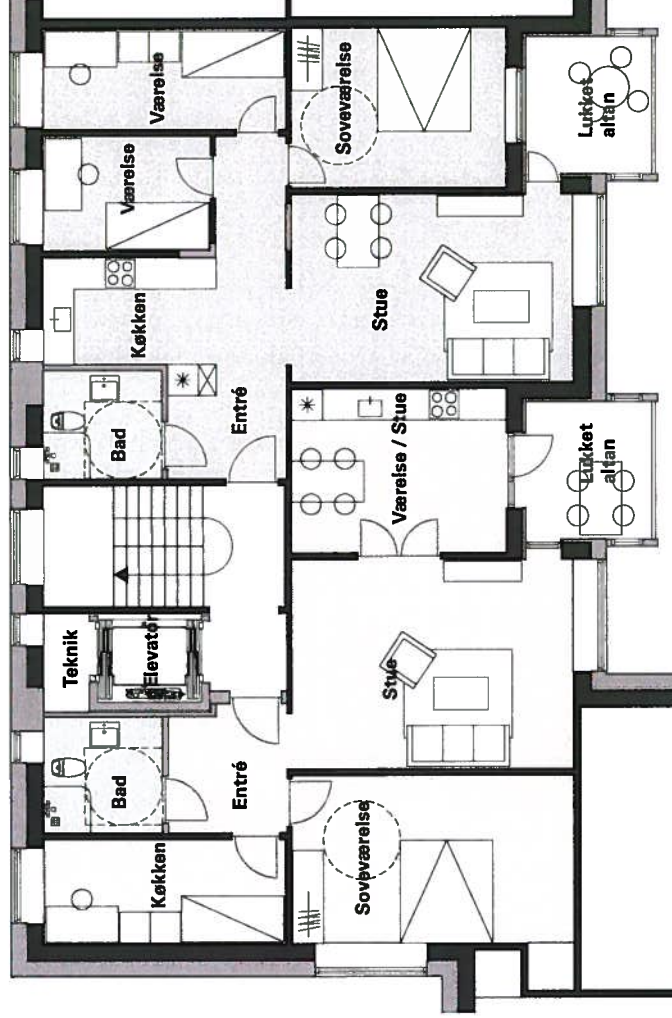 Værelse
Soveværelse
Lukket
altan
Værelse
Køkken
Stue
Bad
Entré
Værelse / Stue
Lukket
altan
Teknik
Elevator
Stue
Bad
Entré
Køkken
Soveværelse